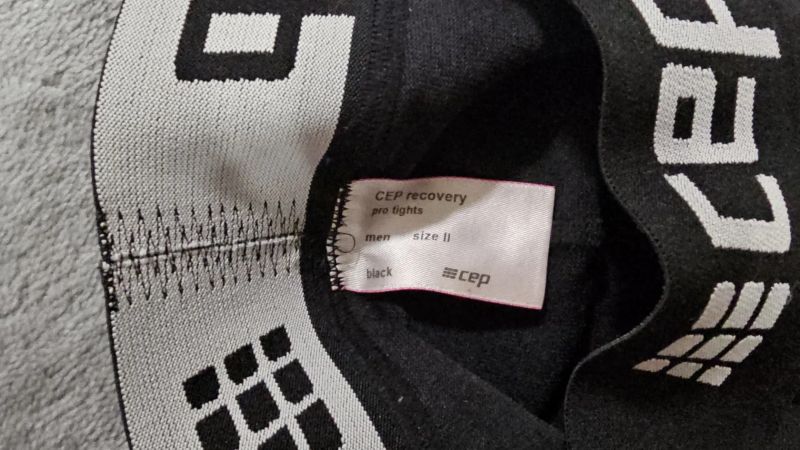 CEP recovery
pro tights
men size II
black cep
cep